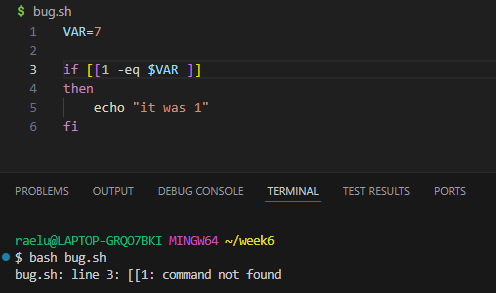 $ bug.sh
1 VAR=7
2
3 if [[1 -eq $VAR ]]
4 then
5 echo "it was 1"
6 fi
PROBLEMS OUTPUT DEBUG CONSOLE TERMINAL TEST RESULTS PORTS
raelu@LAPTOP-GRQO7BKI MINGW64 ~/week6
$ bash bug.sh
bug.sh: line 3: [[1: command not found